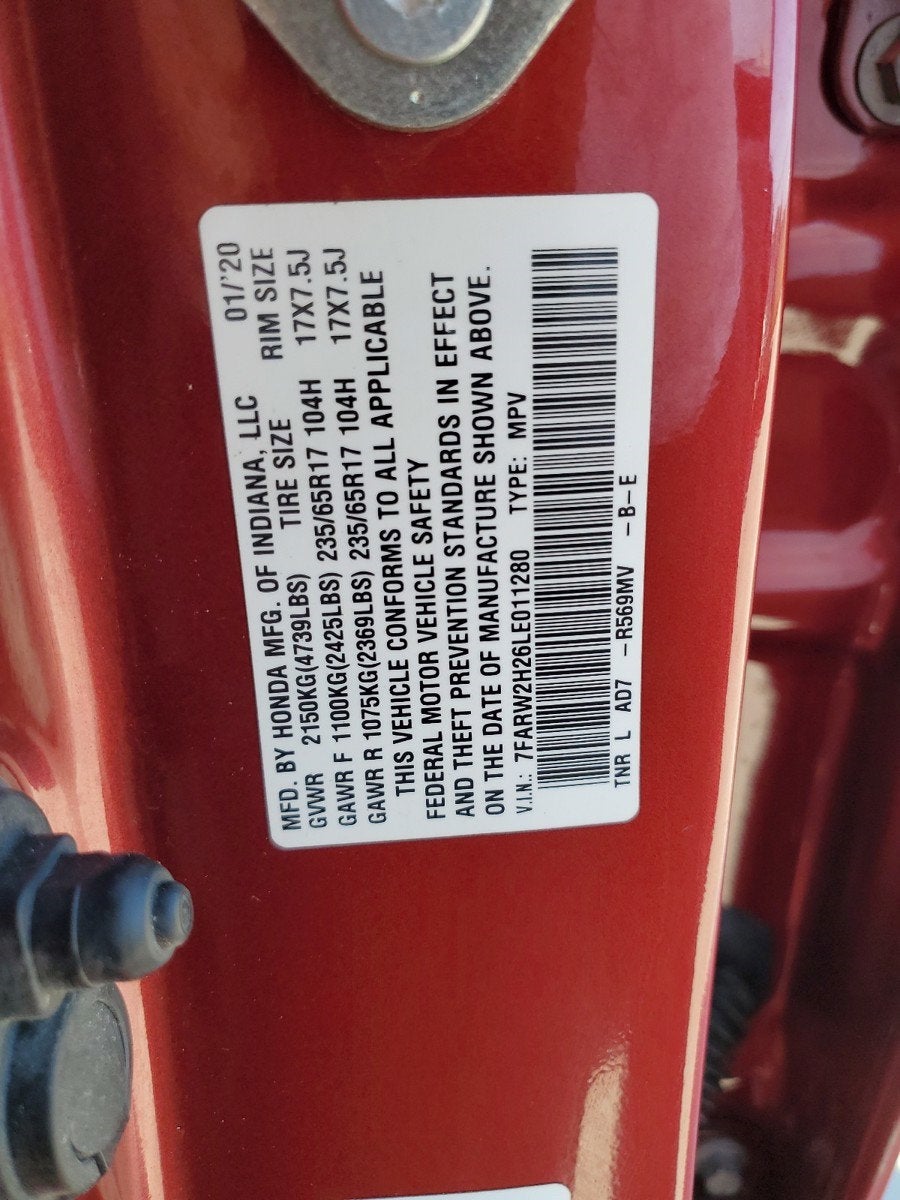 MFD. BY HONDA MFG. OF INDIANA, LLC 01/'20
GVWR 2150KG(4739LBS) TIRE SIZE RIM SIZE
GAWR F 1100KG(2425LBS) 235/65R17 104H 17X7.5J
GAWR R 1075KG(2369LBS) 235/65R17 104H 17X7.5J
THIS VEHICLE CONFORMS TO ALL APPLICABLE
FEDERAL MOTOR VEHICLE SAFETY
AND THEFT PREVENTION STANDARDS IN EFFECT
ON THE DATE OF MANUFACTURE SHOWN ABOVE.
V.I.N.: 7FARW2H26LE011280 TYPE: MPV
TNR L AD7 -R569MV -B-E